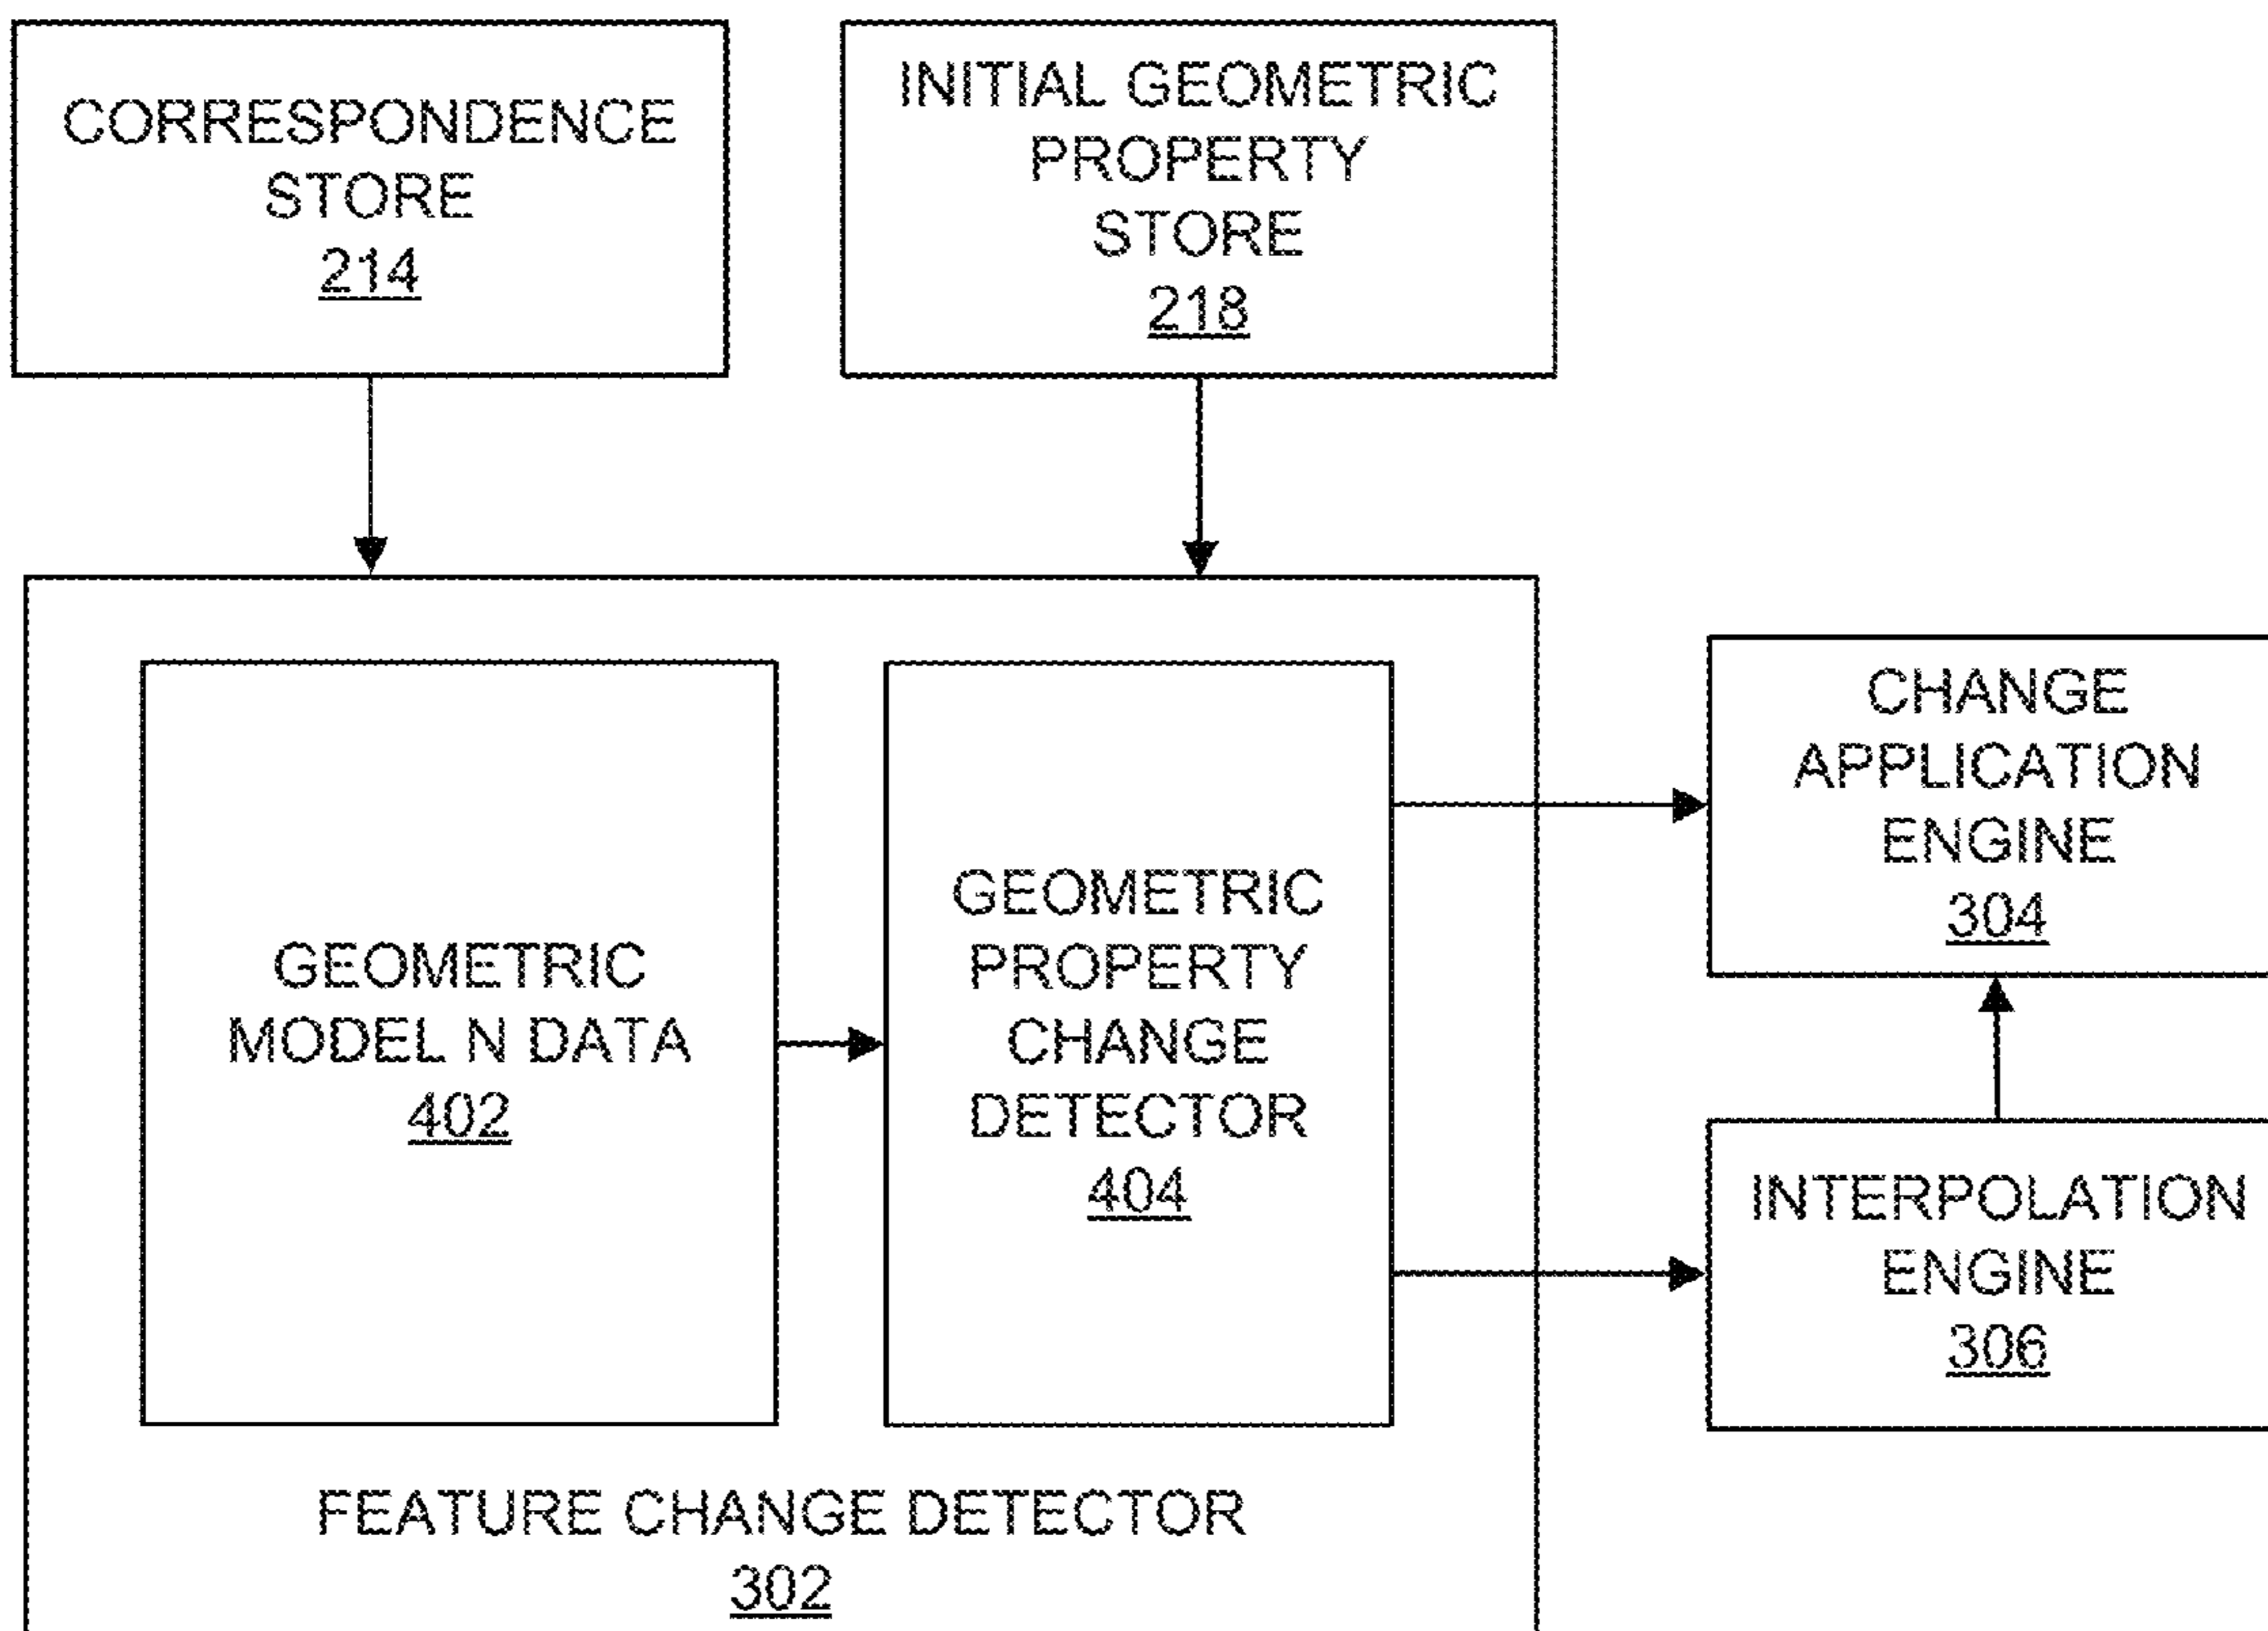 CORRESPONDENCE
STORE
214
INITIAL GEOMETRIC
PROPERTY
STORE
218
GEOMETRIC
MODEL N DATA
402
GEOMETRIC
PROPERTY
CHANGE
DETECTOR
404
CHANGE
APPLICATION
ENGINE
304
INTERPOLATION
ENGINE
306
FEATURE CHANGE DETECTOR
302